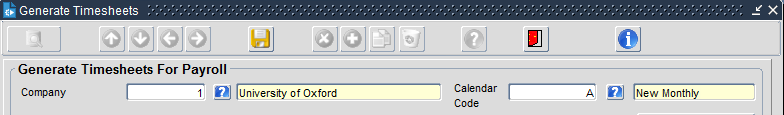 Generate Timesheets
Generate Timesheets For Payroll
Company 1 ? University of Oxford Calendar Code A ? New Monthly